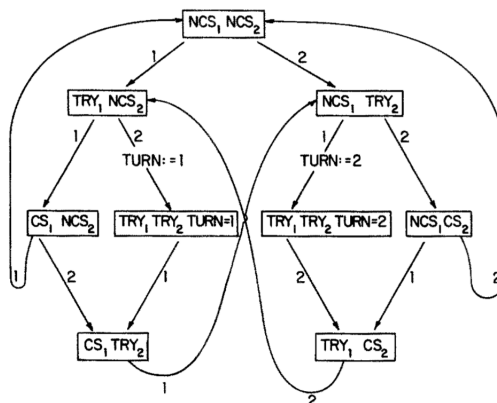 NCS₁ NCS₂
1 2
TRY₁ NCS₂ NCS₁ TRY₂
1 2 1 2
TURN:=1 TURN:=2
CS₁ NCS₂ TRY₁ TRY₂ TURN=1 TRY₁ TRY₂ TURN=2 NCS₁ CS₂
1 2 1 2 1 2
CS₁ TRY₂ TRY₁ CS₂
1 2